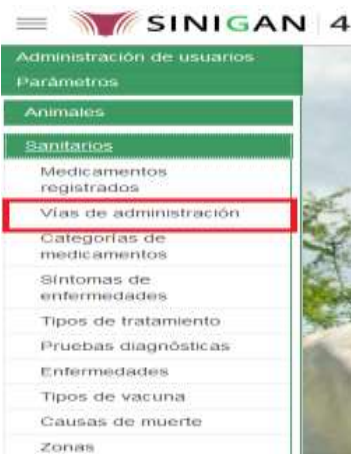 SINIGAN | 4
Administración de usuarios
Parámetros
Animales
Sanitarios
Medicamentos
registrados
Vías de administración
Categorías de
medicamentos
Síntomas de
enfermedades
Tipos de tratamiento
Pruebas diagnósticas
Enfermedades
Tipos de vacuna
Causas de muerte
Zonas